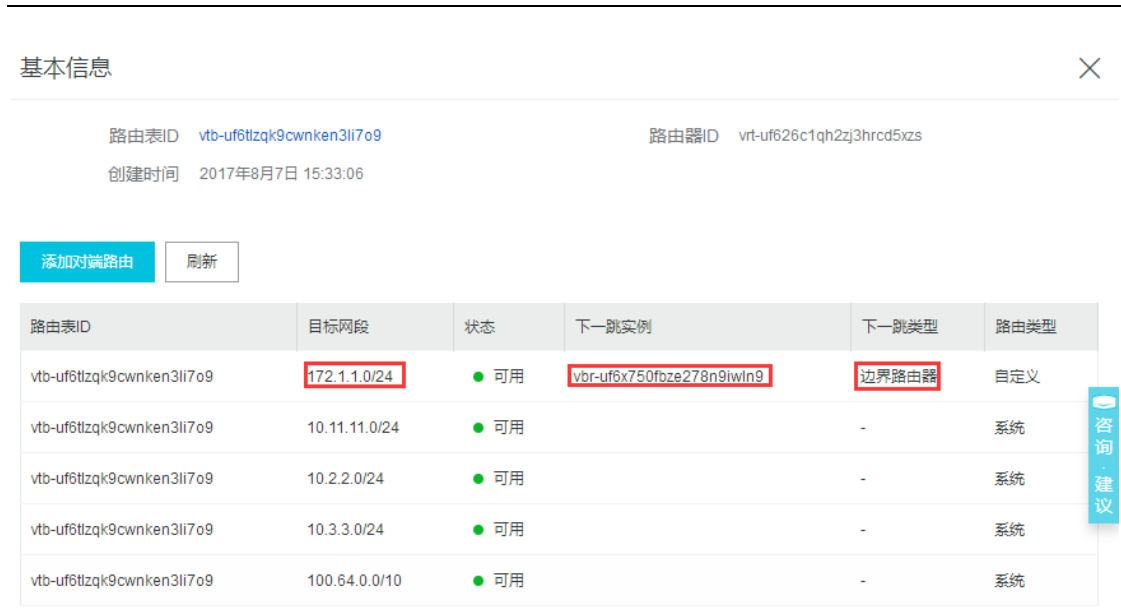 基本信息
路由表ID vtb-uf6tlzqk9cwnken3li7o9 路由器ID vrt-uf626c1qh2zj3hrcd5xzs
创建时间 2017年8月7日 15:33:06
添加对端路由 刷新
路由表ID 目标网段 状态 下一跳实例 下一跳类型 路由类型
vtb-uf6tlzqk9cwnken3li7o9 172.1.1.0/24 可用 vbr-uf6x750fbze278n9iwln9 边界路由器 自定义
vtb-uf6tlzqk9cwnken3li7o9 10.11.11.0/24 可用 - 系统
vtb-uf6tlzqk9cwnken3li7o9 10.2.2.0/24 可用 - 系统
vtb-uf6tlzqk9cwnken3li7o9 10.3.3.0/24 可用 - 系统
vtb-uf6tlzqk9cwnken3li7o9 100.64.0.0/10 可用 - 系统
咨询·建议